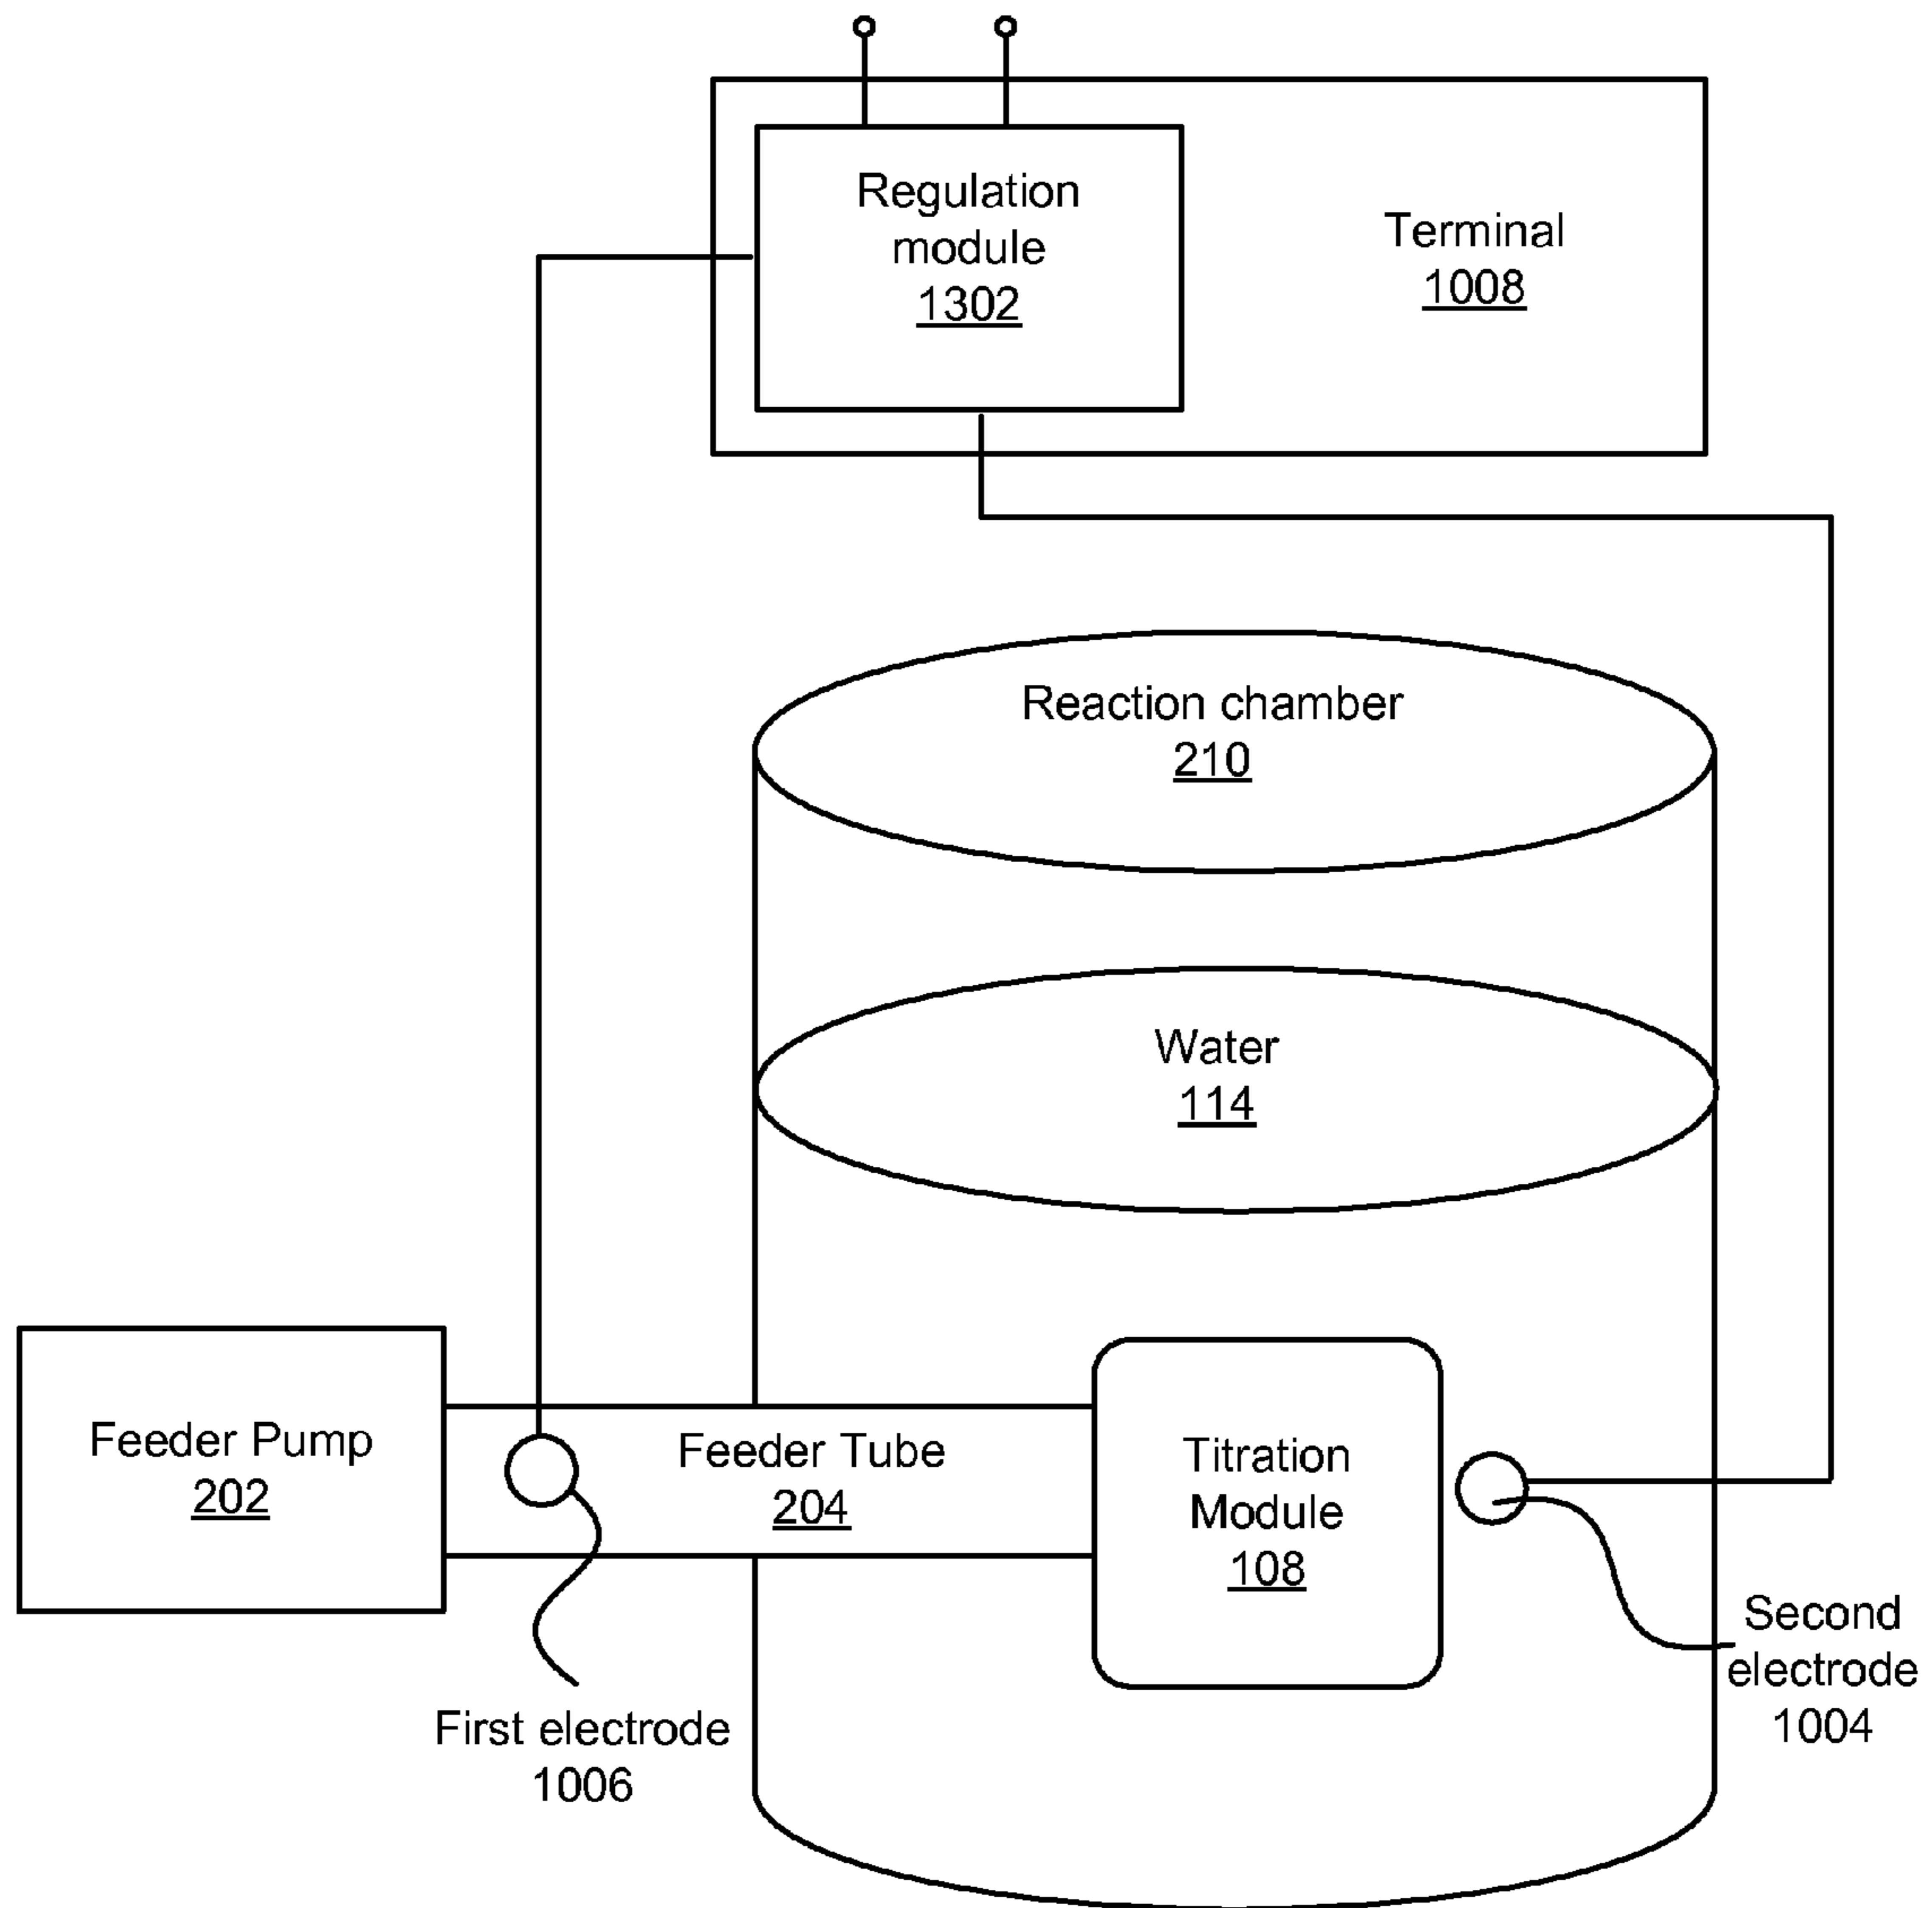 Regulation
module
1302
Terminal
1008
Reaction chamber
210
Water
114
Feeder Pump
202
Feeder Tube
204
Titration
Module
108
First electrode
1006
Second
electrode
1004